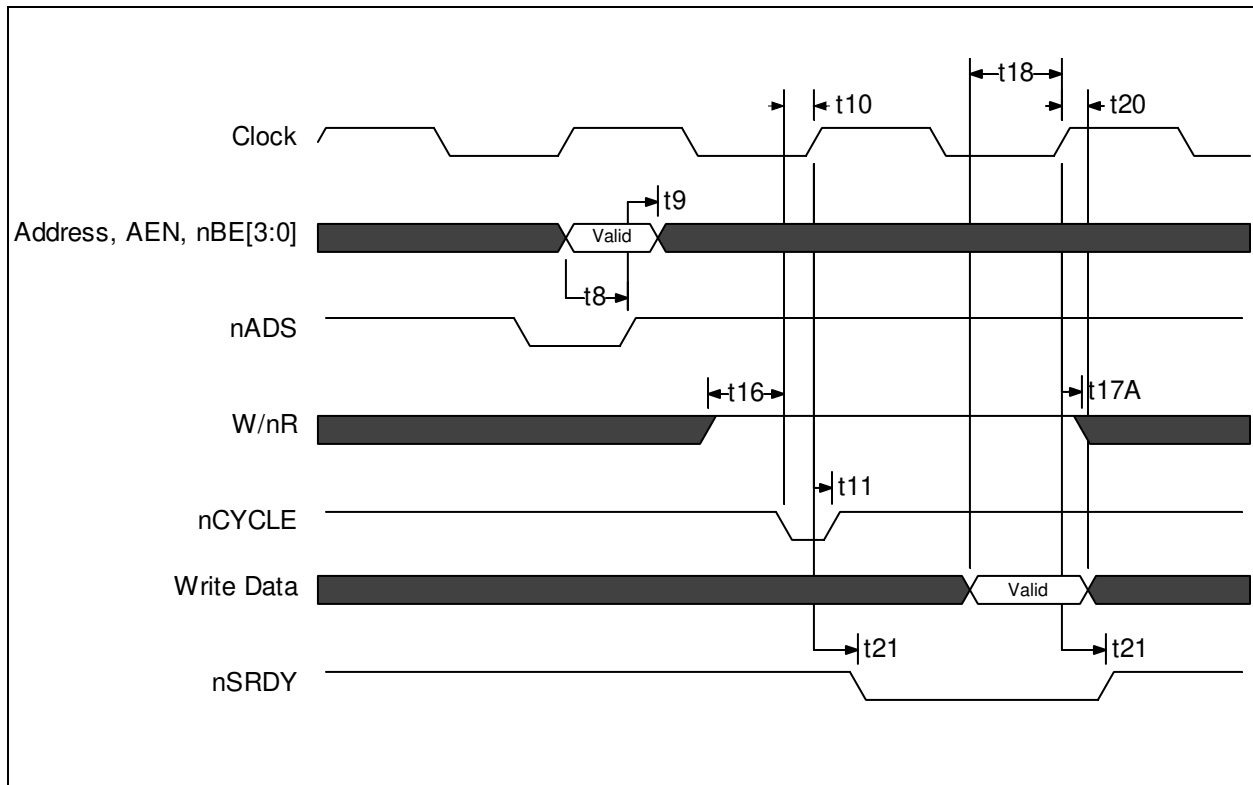 t18
t10
t20
Clock
t9
Address, AEN, nBE[3:0]
Valid
t8
nADS
t16
t17A
W/nR
t11
nCYCLE
Write Data
Valid
t21
t21
nSRDY